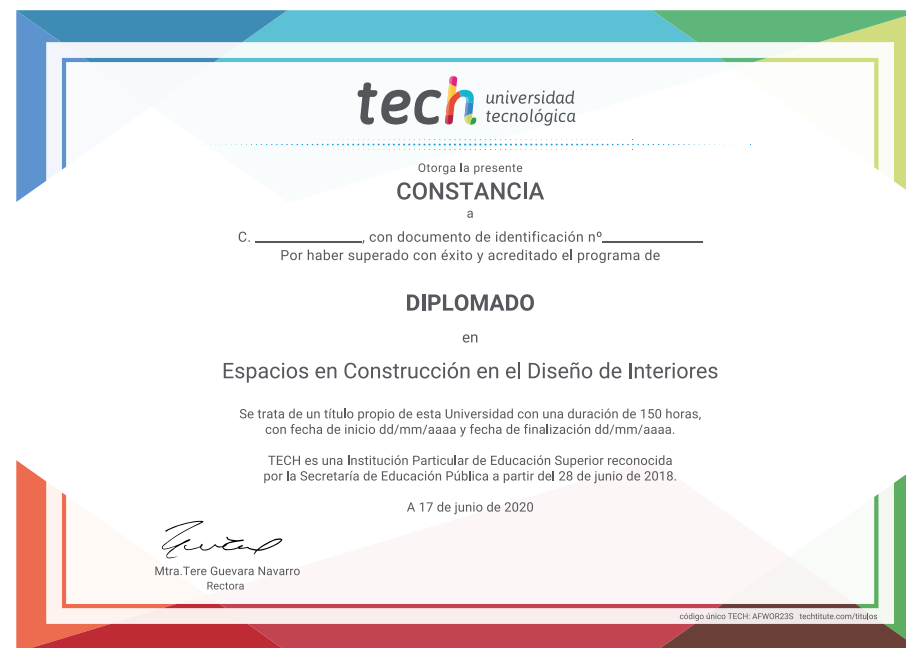 tech universidad
tecnológica
Otorga la presente
CONSTANCIA
a
C. ____________, con documento de identificación nº____________
Por haber superado con éxito y acreditado el programa de
DIPLOMADO
en
Espacios en Construcción en el Diseño de Interiores
Se trata de un título propio de esta Universidad con una duración de 150 horas,
con fecha de inicio dd/mm/aaaa y fecha de finalización dd/mm/aaaa.
TECH es una Institución Particular de Educación Superior reconocida
por la Secretaría de Educación Pública a partir del 28 de junio de 2018.
A 17 de junio de 2020
Mtra.Tere Guevara Navarro
Rectora
código único TECH: AFWOR23S techtitute.com/titulos